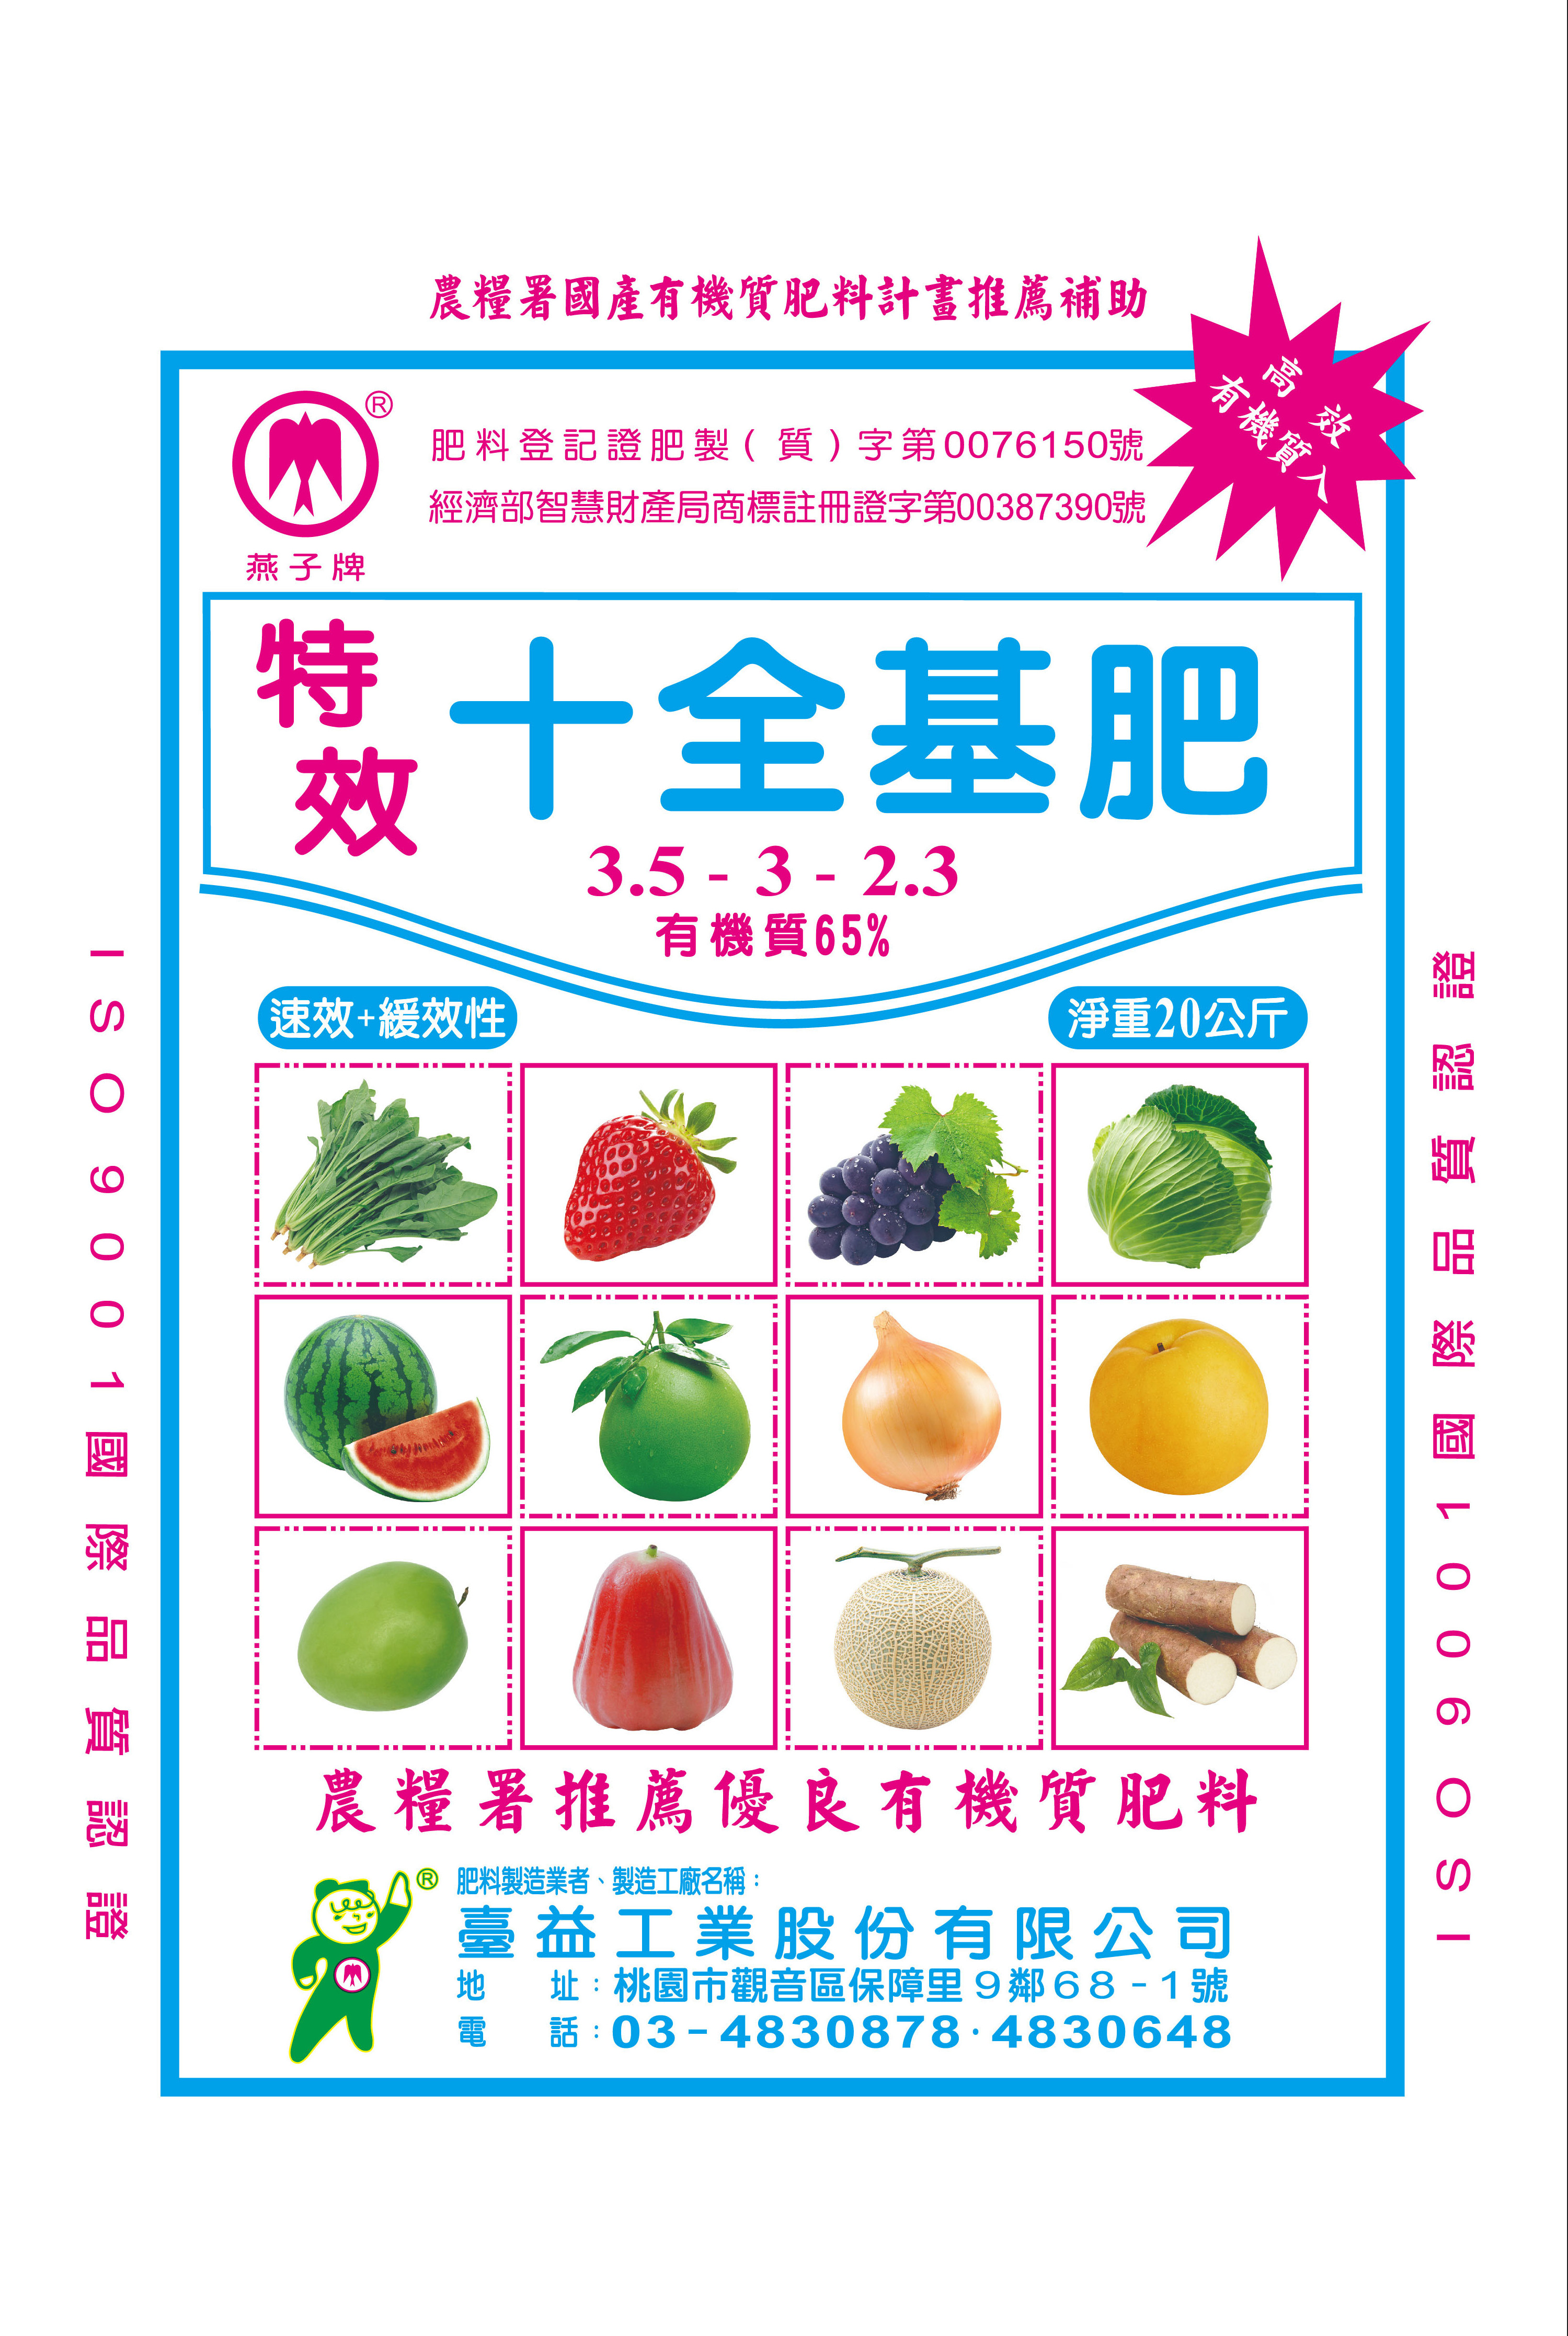 農糧署國產有機質肥料計畫推薦補助
高效
有機質入
®
肥料登記證肥製(質)字第0076150號
經濟部智慧財產局商標註冊證字第00387390號
燕子牌
特效
十全基肥
3.5 - 3 - 2.3
有機質65%
速效+緩效性
淨重20公斤
ISO9001國際品質認證
ISO9001國際品質認證
農糧署推薦優良有機質肥料
®
肥料製造業者、製造工廠名稱：
臺益工業股份有限公司
地址：桃園市觀音區保障里9鄰68-1號
電話：03-4830878·4830648